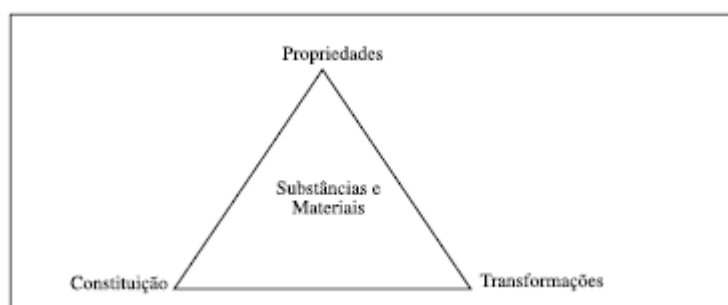 Propriedades
Substâncias e
Materiais
Constituição
Transformações